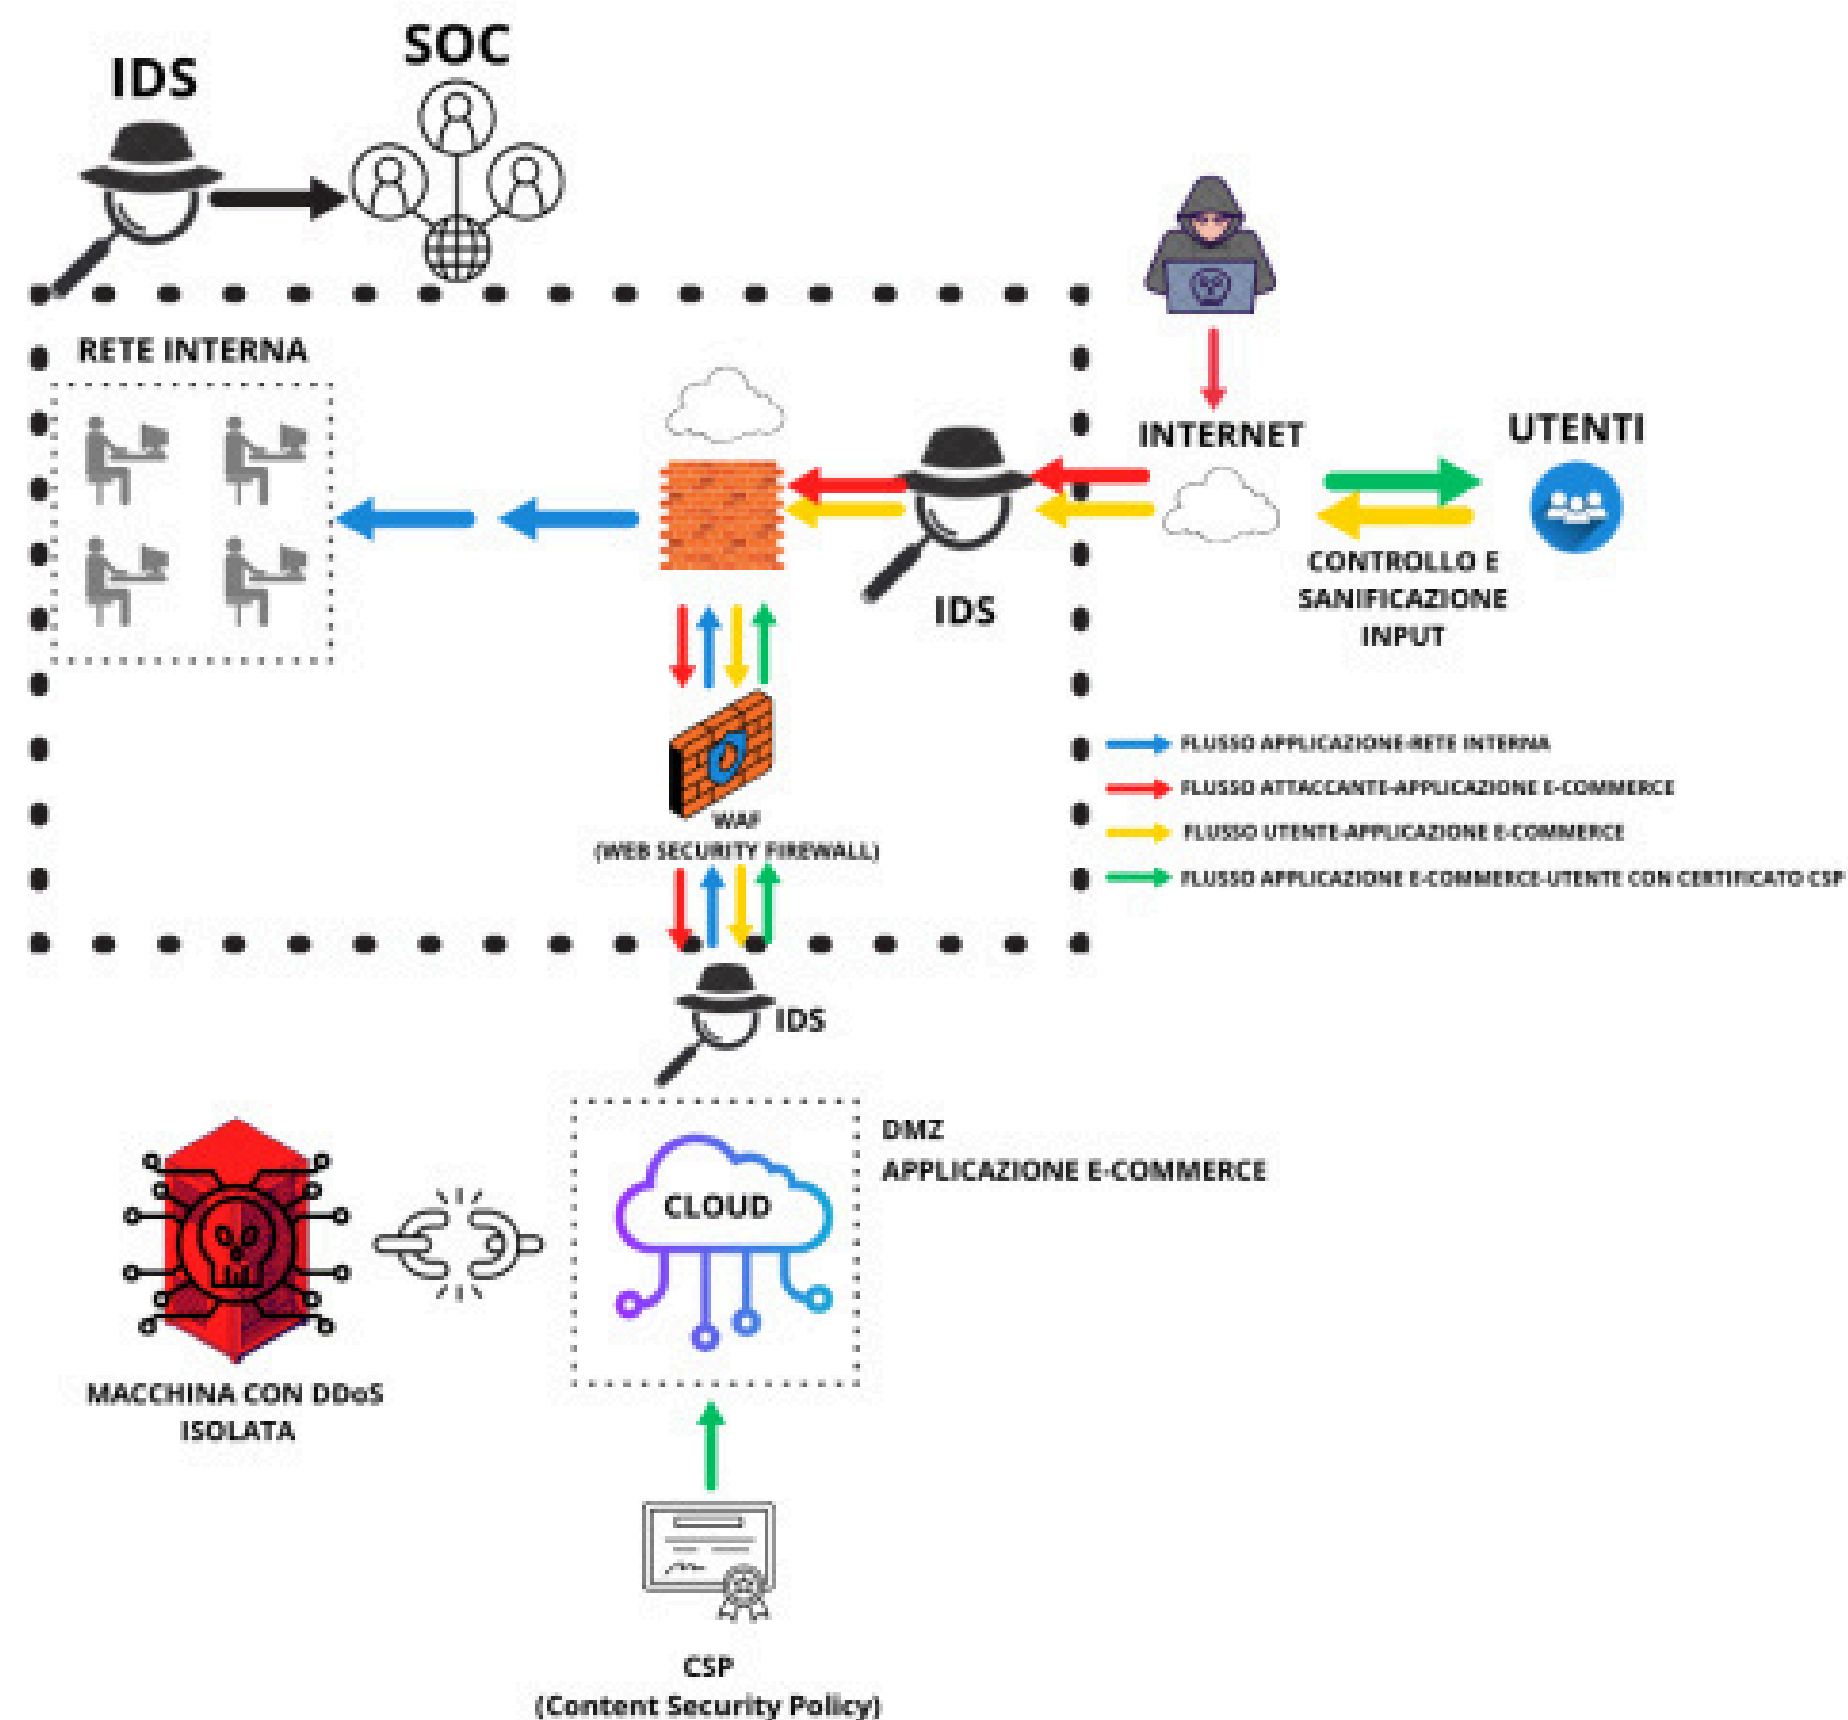 SOC
IDS
RETE INTERNA
INTERNET
UTENTI
CONTROLLO E
SANIFICAZIONE
INPUT
IDS
FLUSSO APPLICAZIONE-RETE INTERNA
FLUSSO ATTACCANTE-APPLICAZIONE E-COMMERCE
FLUSSO UTENTE-APPLICAZIONE E-COMMERCE
FLUSSO APPLICAZIONE E-COMMERCE-UTENTE CON CERTIFICATO CSP
WAF
(WEB SECURITY FIREWALL)
IDS
DMZ
APPLICAZIONE E-COMMERCE
CLOUD
MACCHINA CON DDoS
ISOLATA
CSP
(Content Security Policy)